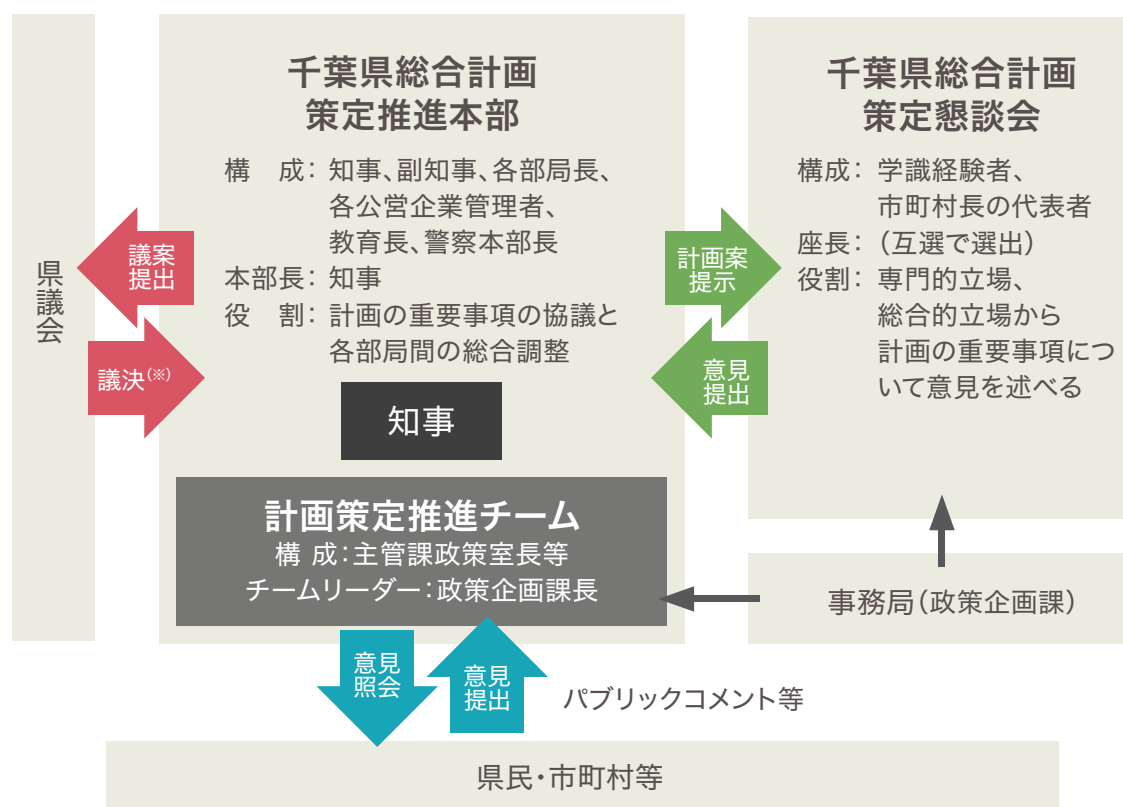 県議会
議案
提出
議決(※)
千葉県総合計画
策定推進本部
構　成：知事、副知事、各部局長、
各公営企業管理者、
教育長、警察本部長
本部長：知事
役　割：計画の重要事項の協議と
各部局間の総合調整
知事
計画策定推進チーム
構 成：主管課政策室長等
チームリーダー：政策企画課長
計画案
提示
意見
提出
千葉県総合計画
策定懇談会
構成：学識経験者、
市町村長の代表者
座長：（互選で選出）
役割：専門的立場、
総合的立場から
計画の重要事項につ
いて意見を述べる
事務局（政策企画課）
意見
照会
意見
提出
パブリックコメント等
県民・市町村等